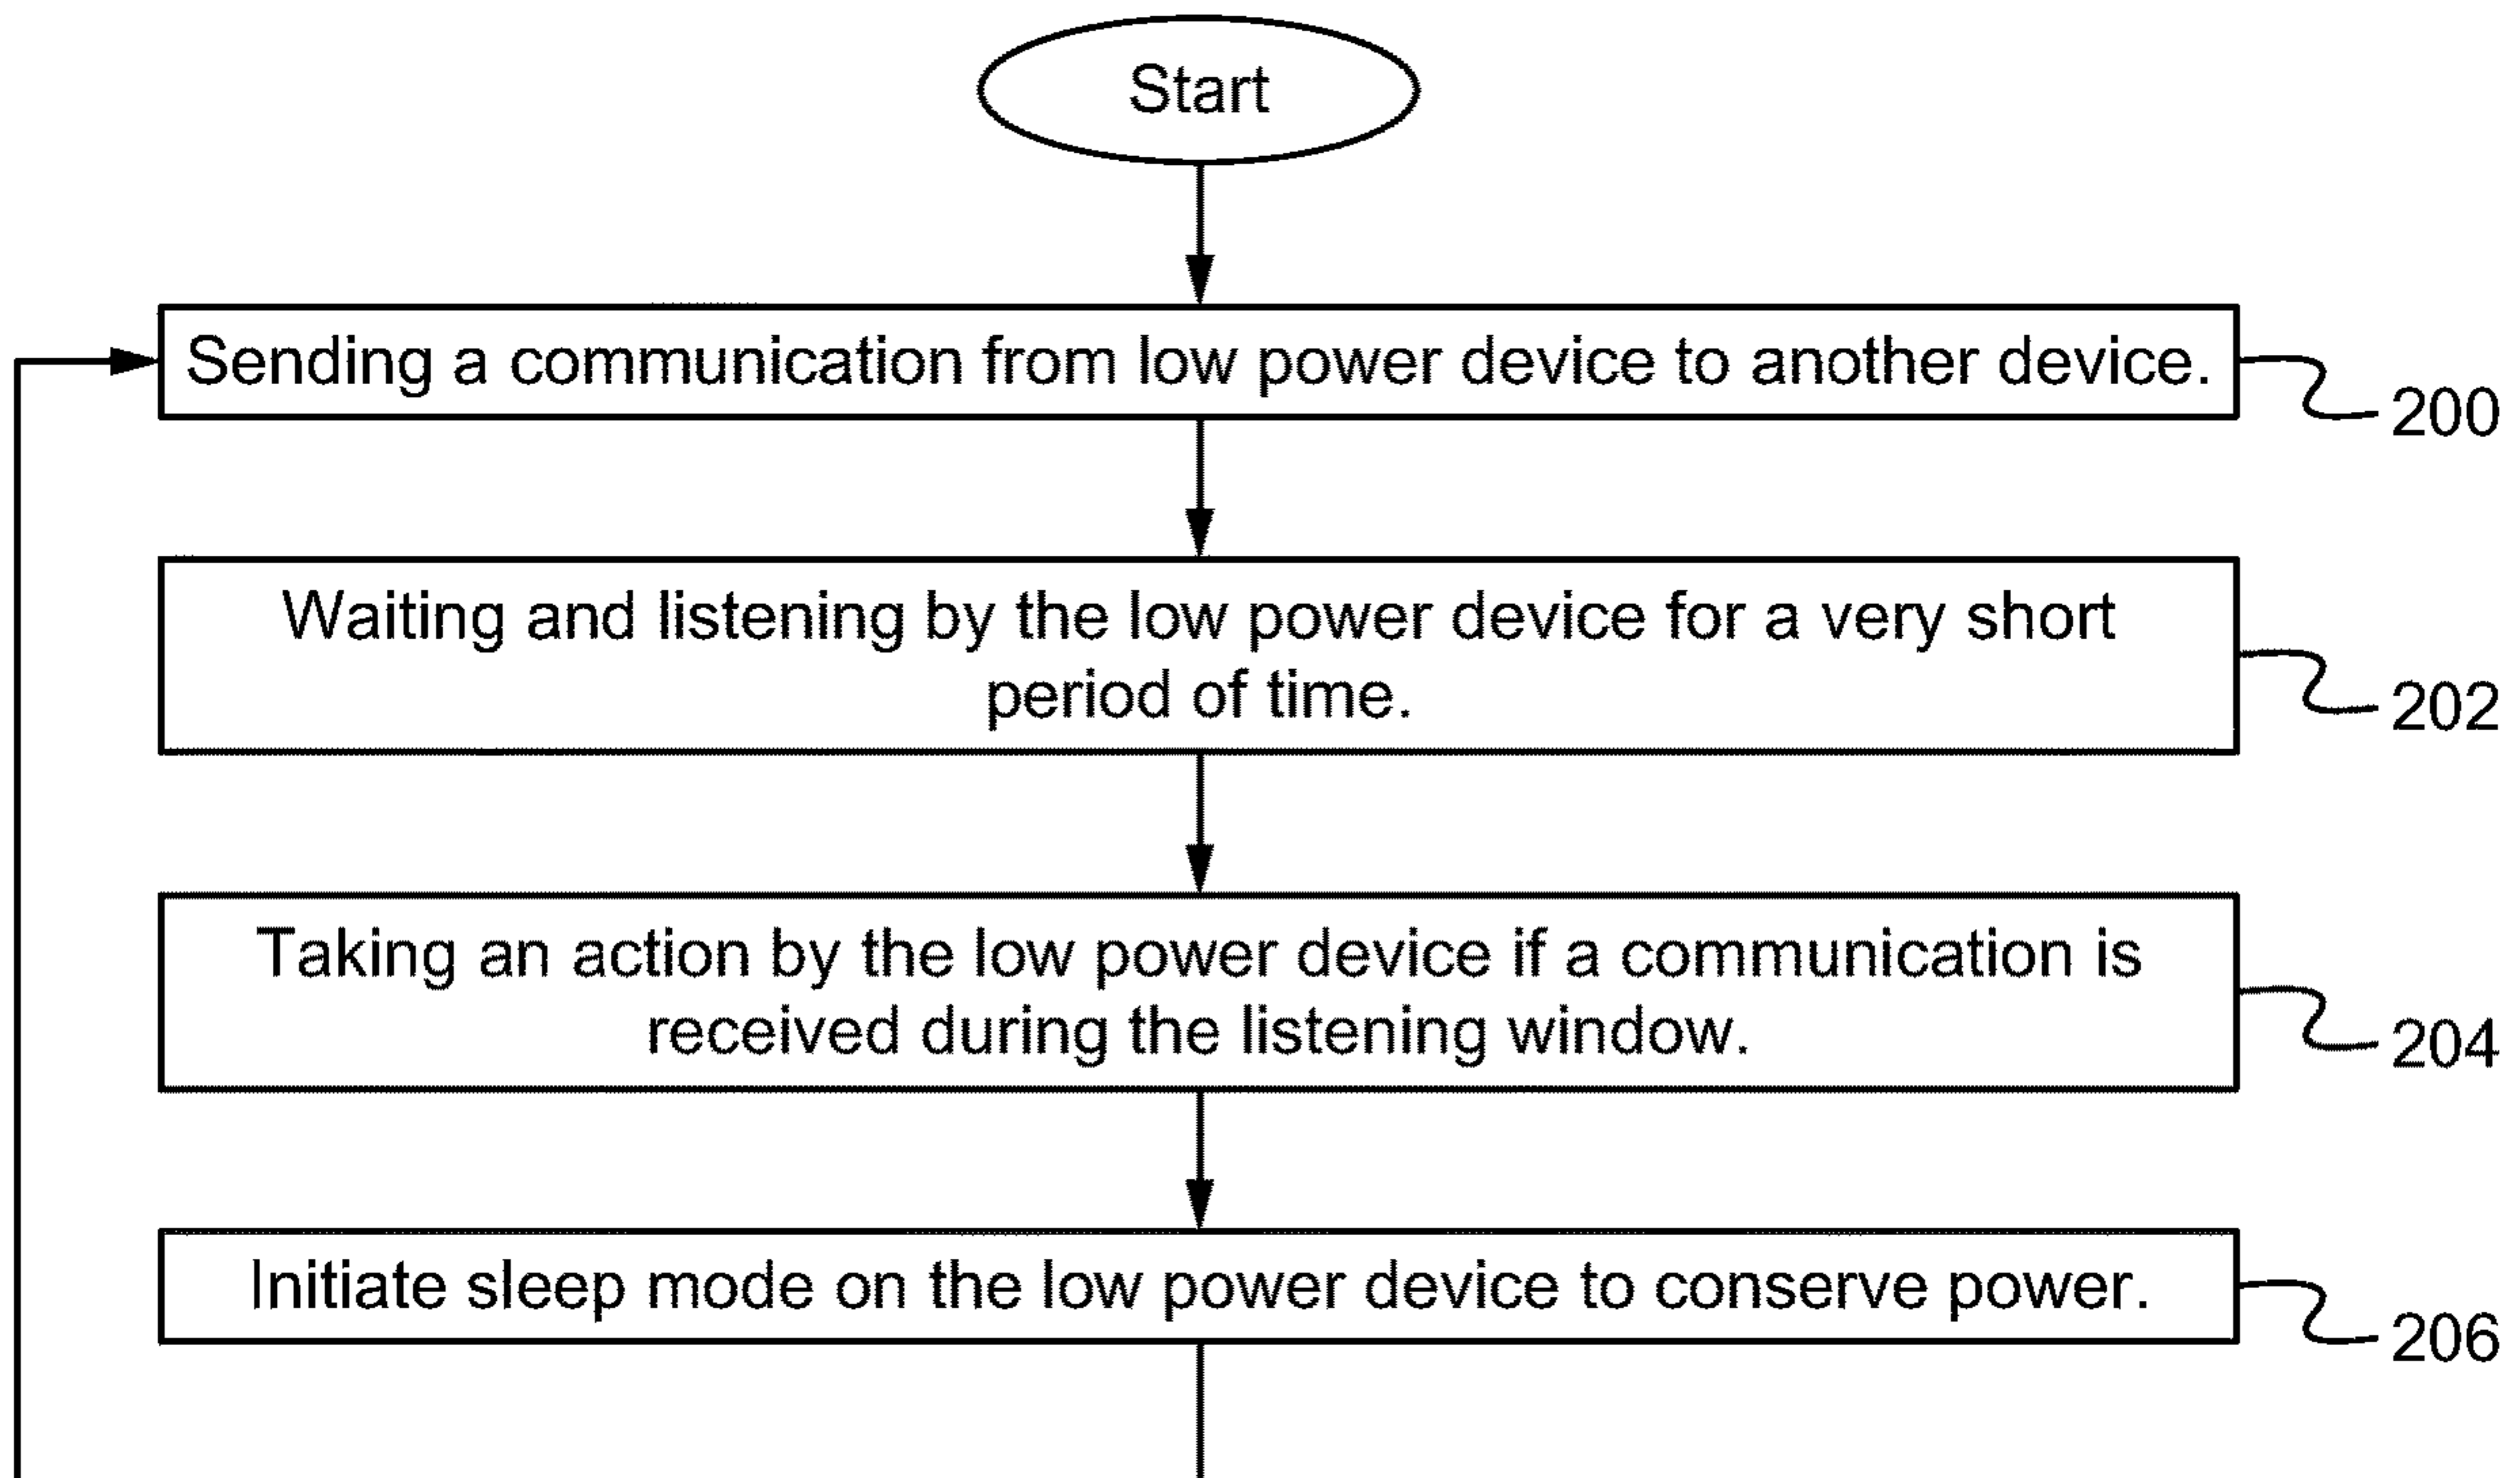 Start
Sending a communication from low power device to another device.
200
Waiting and listening by the low power device for a very short
period of time.
202
Taking an action by the low power device if a communication is
received during the listening window.
204
Initiate sleep mode on the low power device to conserve power.
206